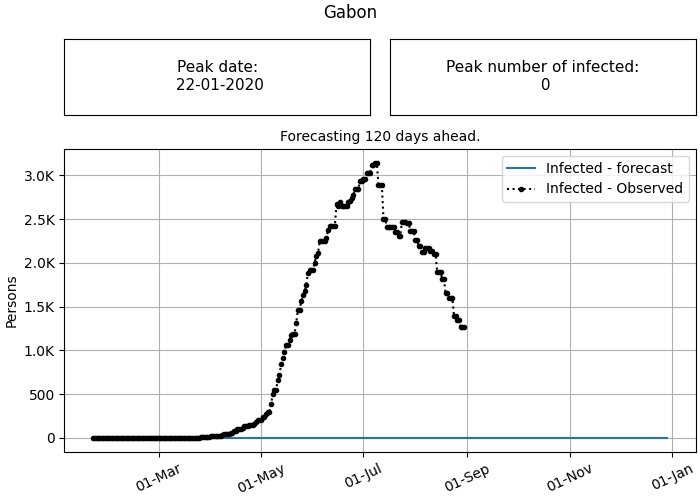 Gabon
Peak date:
22-01-2020
Peak number of infected:
0
Forecasting 120 days ahead.
Infected - forecast
Infected - Observed
Persons
3.0K
2.5K
2.0K
1.5K
1.0K
500
0
01-Mar
01-May
01-Jul
01-Sep
01-Nov
01-Jan